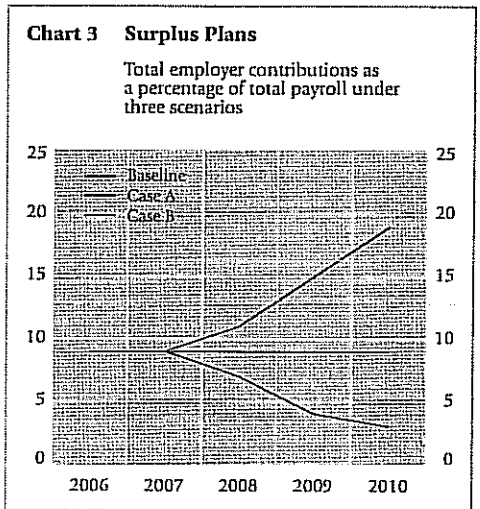 Chart 3 Surplus Plans
Total employer contributions as
a percentage of total payroll under
three scenarios
25 25
Baseline
Case A
Case B
20 20
15 15
10 10
5 5
0 0
2006 2007 2008 2009 2010